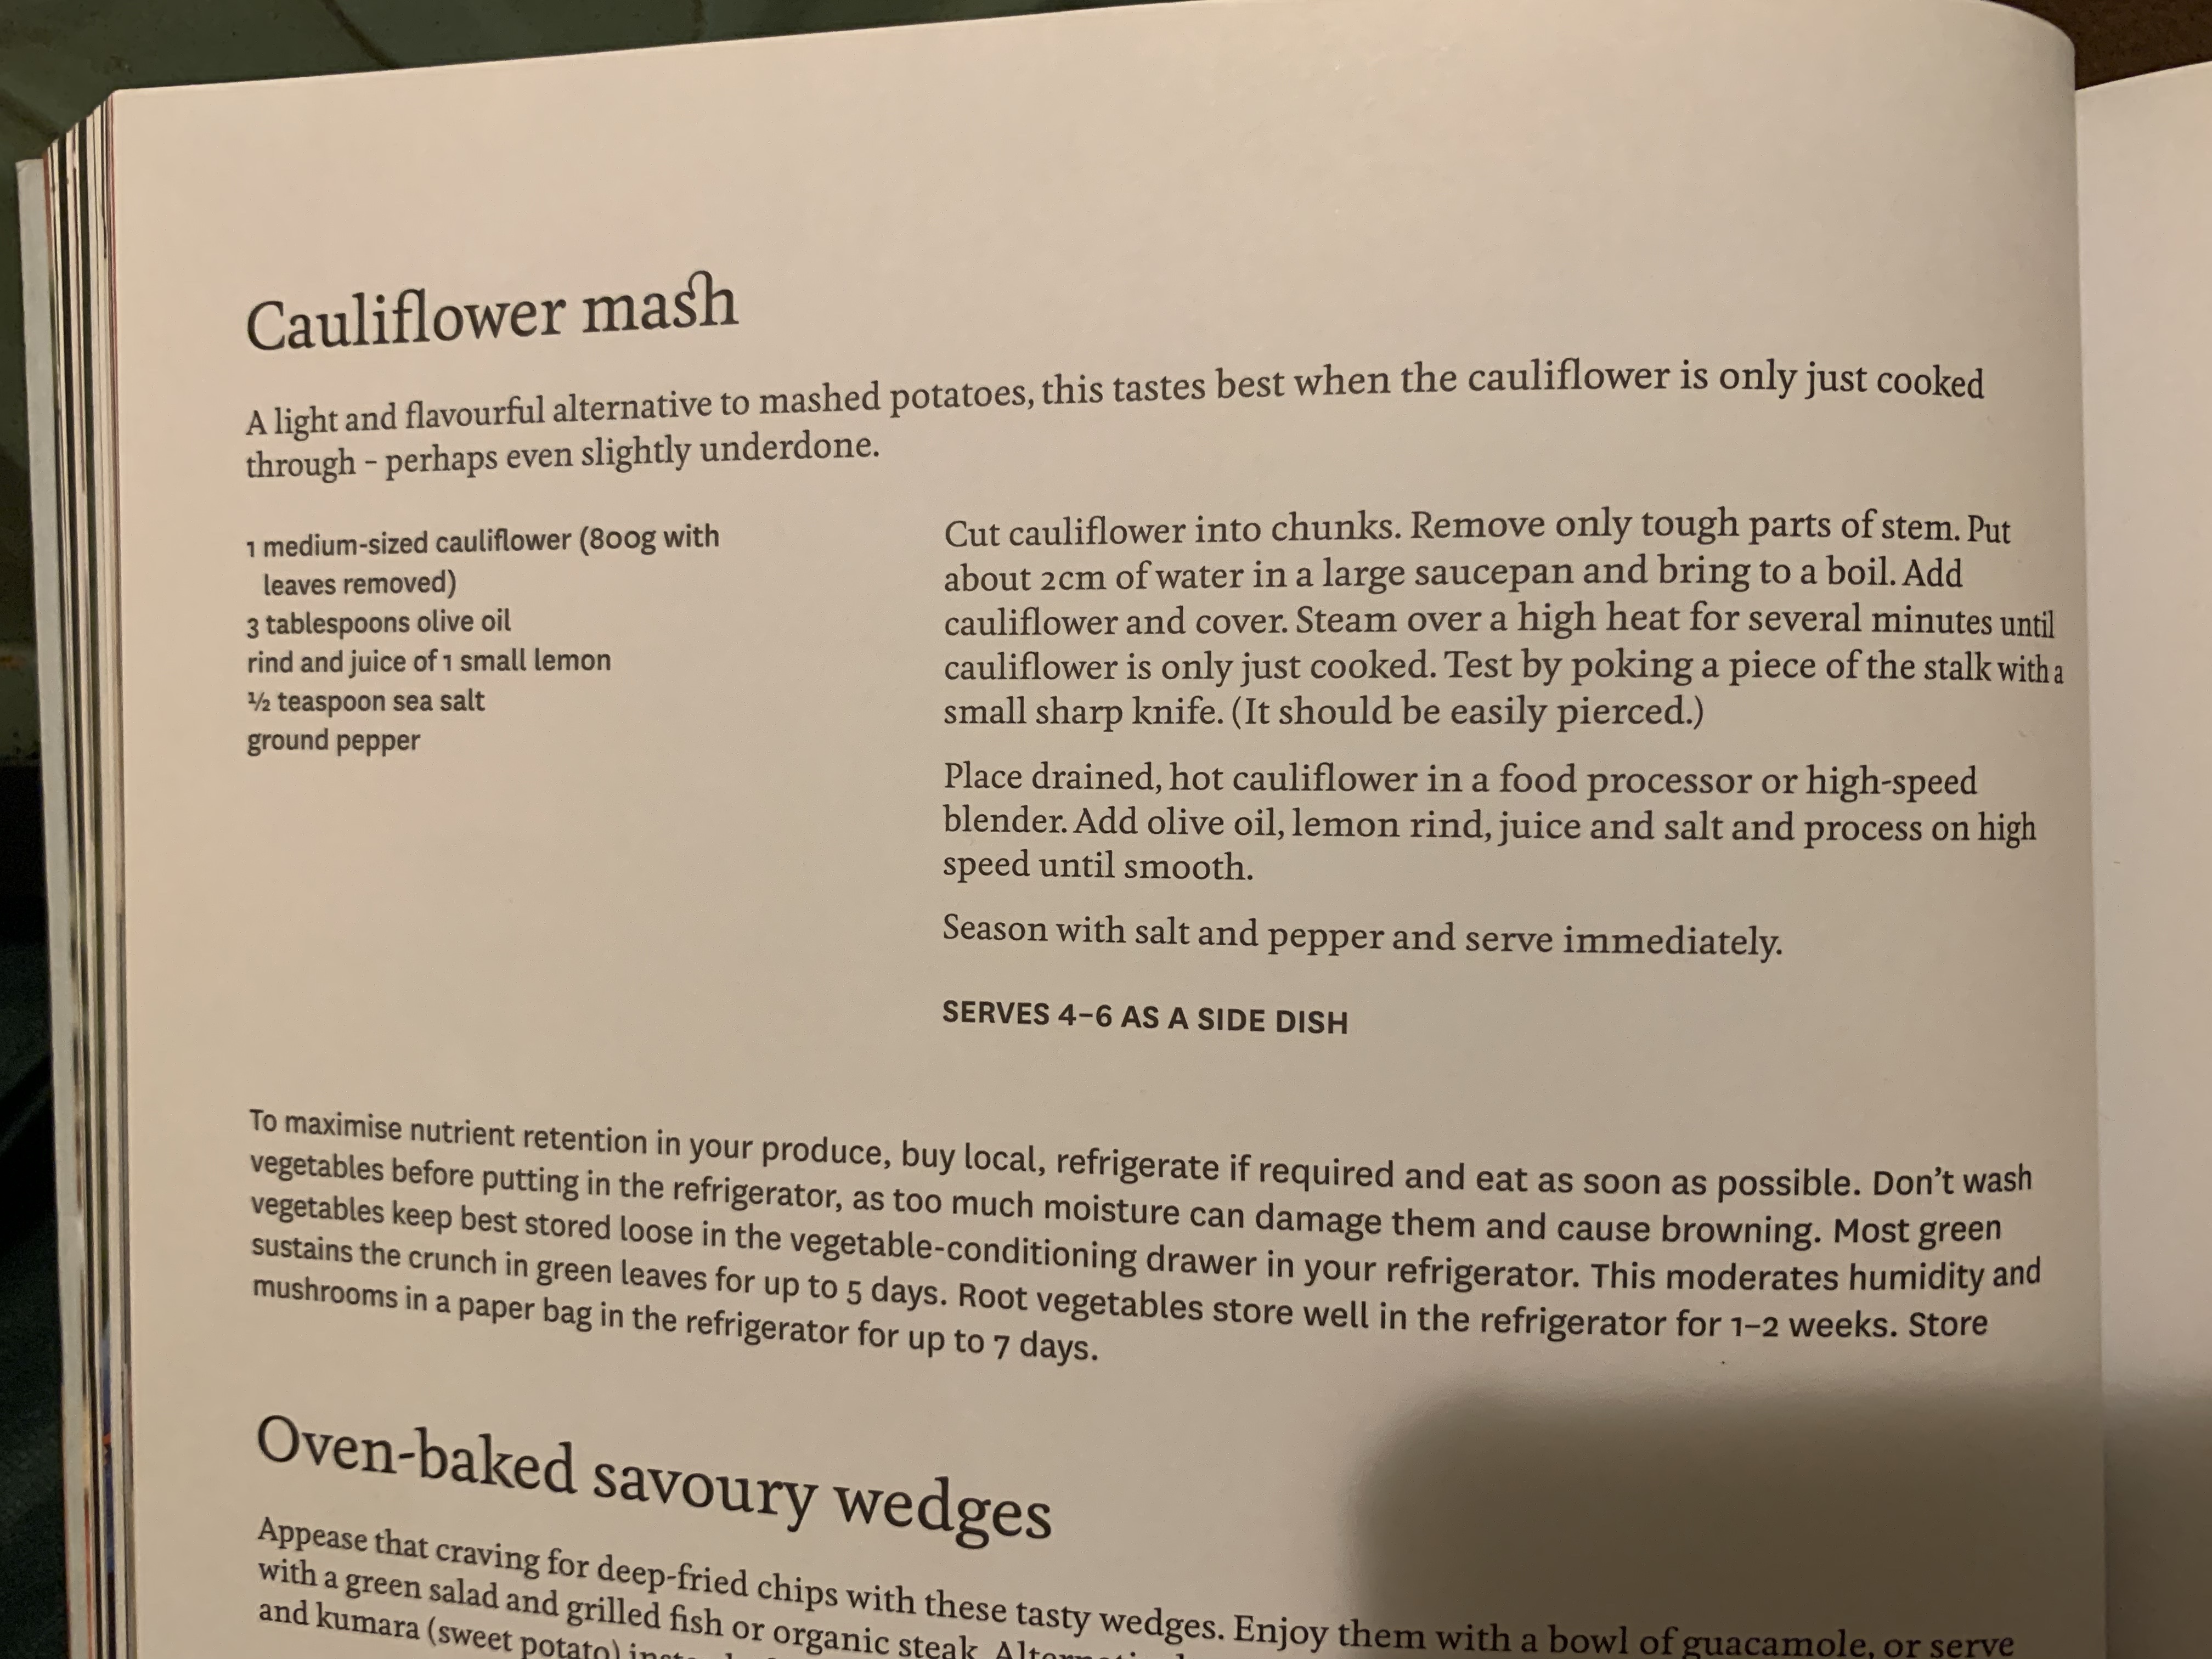 Cauliflower mash
A light and flavourful alternative to mashed potatoes, this tastes best when the cauliflower is only just cooked
through – perhaps even slightly underdone.
1 medium-sized cauliflower (800g with
leaves removed)
3 tablespoons olive oil
rind and juice of 1 small lemon
½ teaspoon sea salt
ground pepper
Cut cauliflower into chunks. Remove only tough parts of stem. Put
about 2cm of water in a large saucepan and bring to a boil. Add
cauliflower and cover. Steam over a high heat for several minutes until
cauliflower is only just cooked. Test by poking a piece of the stalk with a
small sharp knife. (It should be easily pierced.)
Place drained, hot cauliflower in a food processor or high-speed
blender. Add olive oil, lemon rind, juice and salt and process on high
speed until smooth.
Season with salt and pepper and serve immediately.
SERVES 4–6 AS A SIDE DISH
To maximise nutrient retention in your produce, buy local, refrigerate if required and eat as soon as possible. Don't wash
vegetables before putting in the refrigerator, as too much moisture can damage them and cause browning. Most green
vegetables keep best stored loose in the vegetable-conditioning drawer in your refrigerator. This moderates humidity and
sustains the crunch in green leaves for up to 5 days. Root vegetables store well in the refrigerator for 1–2 weeks. Store
mushrooms in a paper bag in the refrigerator for up to 7 days.
Oven-baked savoury wedges
Appease that craving for deep-fried chips with these tasty wedges. Enjoy them with a bowl of guacamole, or serve
with a green salad and grilled fish or organic steak.
and kumara (sweet potato)